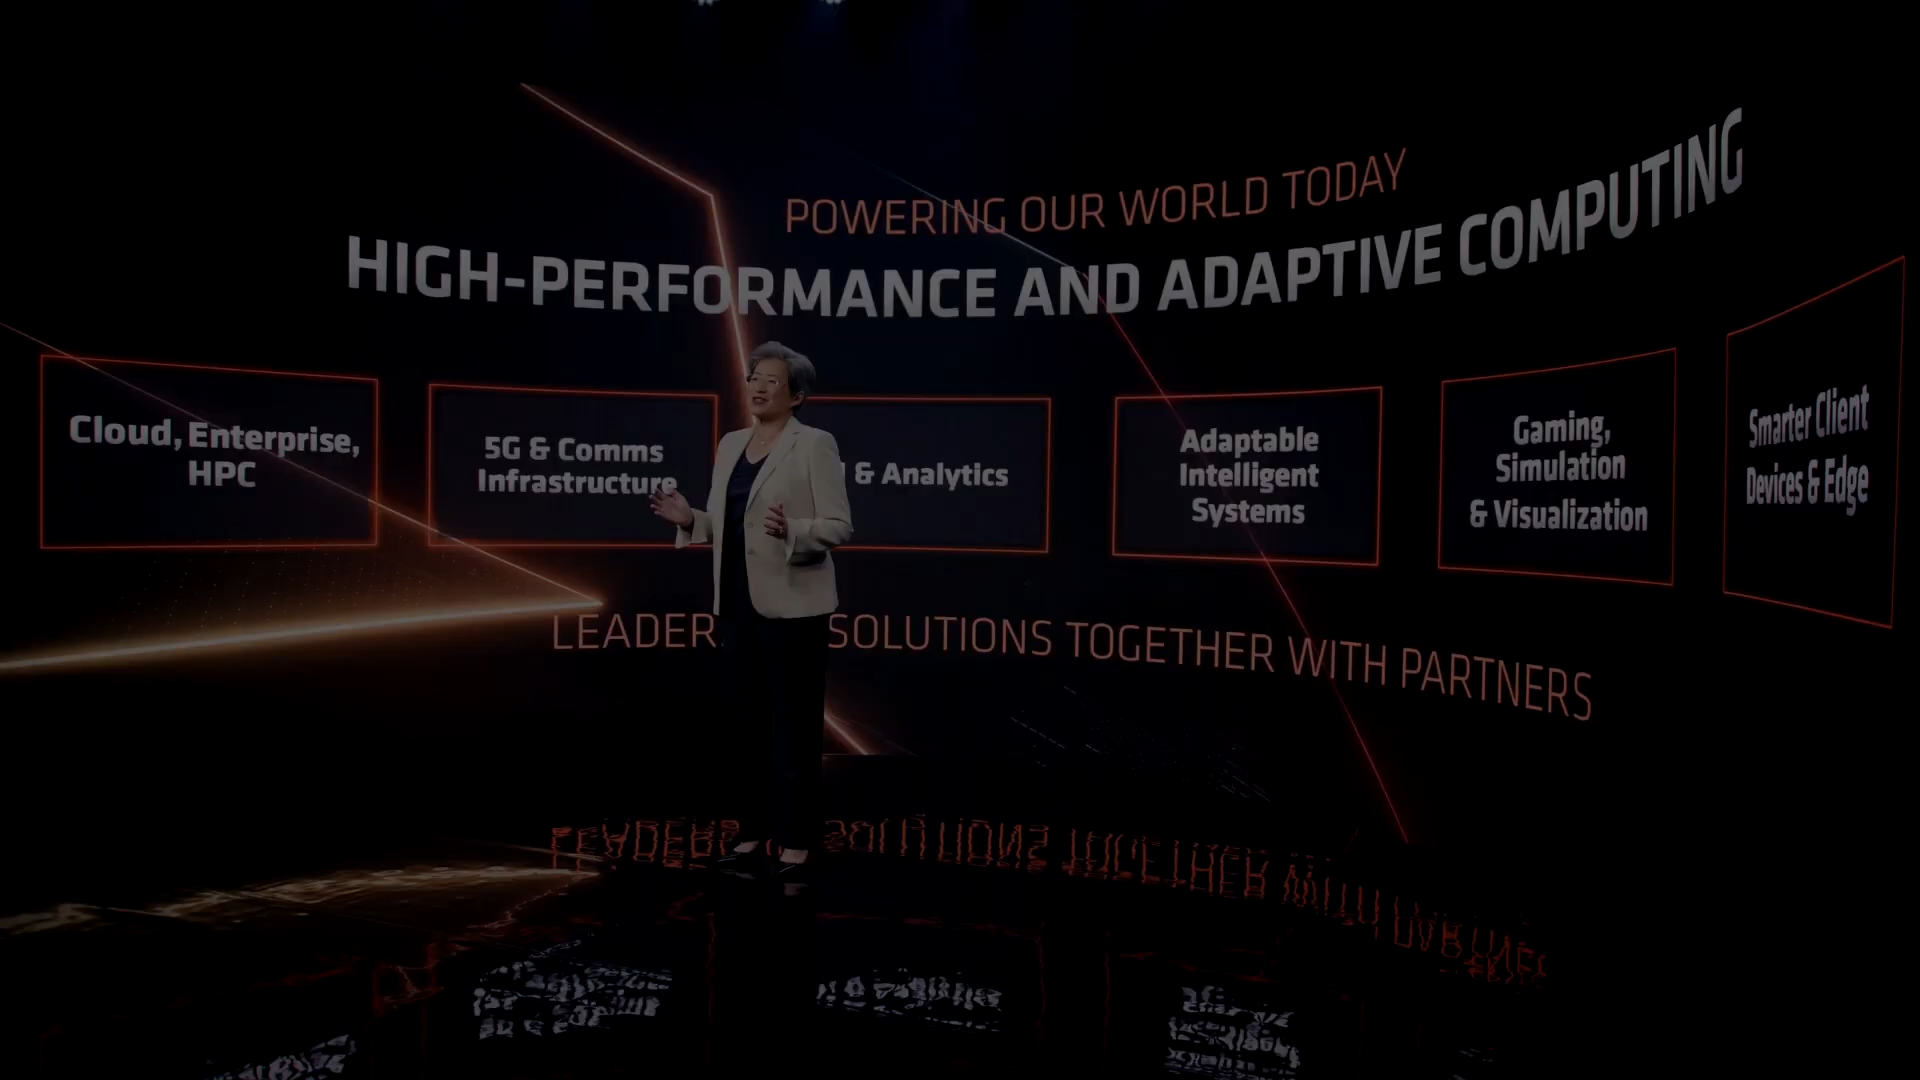 POWERING OUR WORLD TODAY
HIGH-PERFORMANCE AND ADAPTIVE COMPUTING
Cloud, Enterprise,
HPC
5G & Comms
Infrastructure
& Analytics
Adaptable
Intelligent
Systems
Gaming,
Simulation
& Visualization
Smarter Client
Devices & Edge
SOLUTIONS TOGETHER WITH PARTNERS